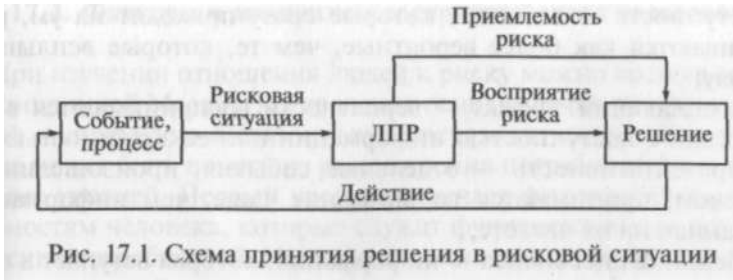 Приемлемость
риска
Рисковая
ситуация
Восприятие
риска
Событие,
процесс
ЛПР
Решение
Действие
Рис. 17.1. Схема принятия решения в рисковой ситуации